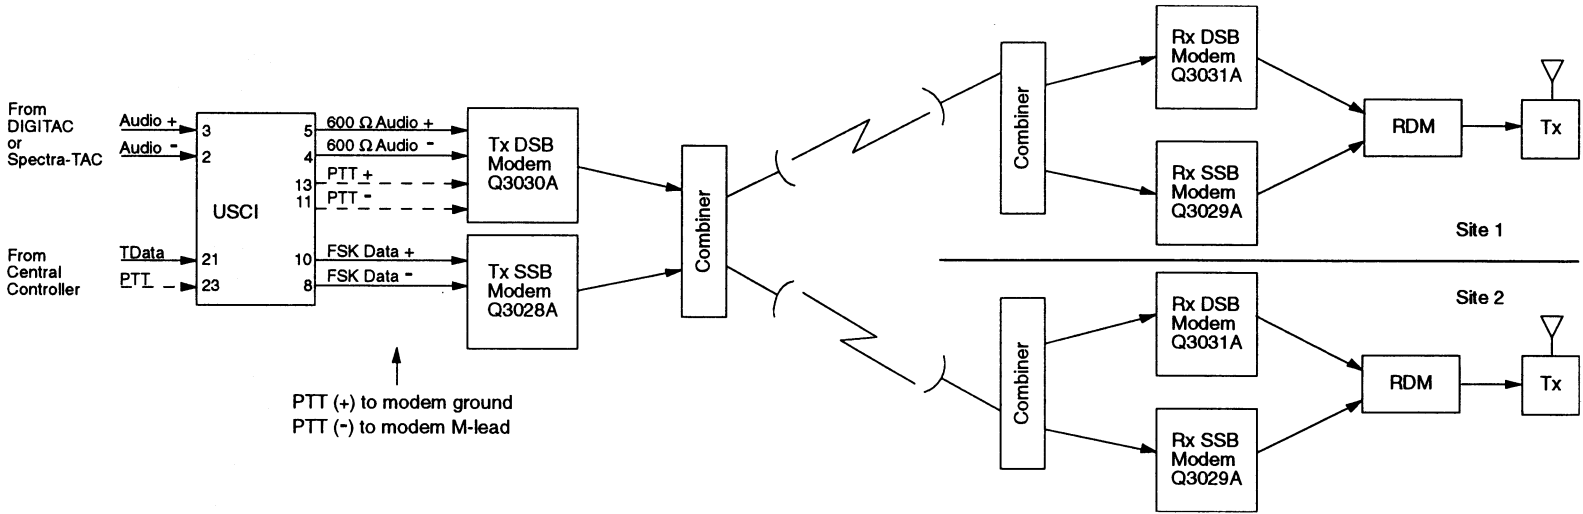 From
DIGITAC
or
Spectra-TAC
Audio +
Audio -
3
2
5
4
13
11
600 Ω Audio +
600 Ω Audio -
PTT +
PTT -
USCI
From
Central
Controller
TData
PTT
21
23
10
8
FSK Data +
FSK Data -
Tx DSB
Modem
Q3030A
Tx SSB
Modem
Q3028A
PTT (+) to modem ground
PTT (-) to modem M-lead
Combiner
Combiner
Rx DSB
Modem
Q3031A
Rx SSB
Modem
Q3029A
RDM
Tx
Site 1
Site 2
Combiner
Rx DSB
Modem
Q3031A
Rx SSB
Modem
Q3029A
RDM
Tx